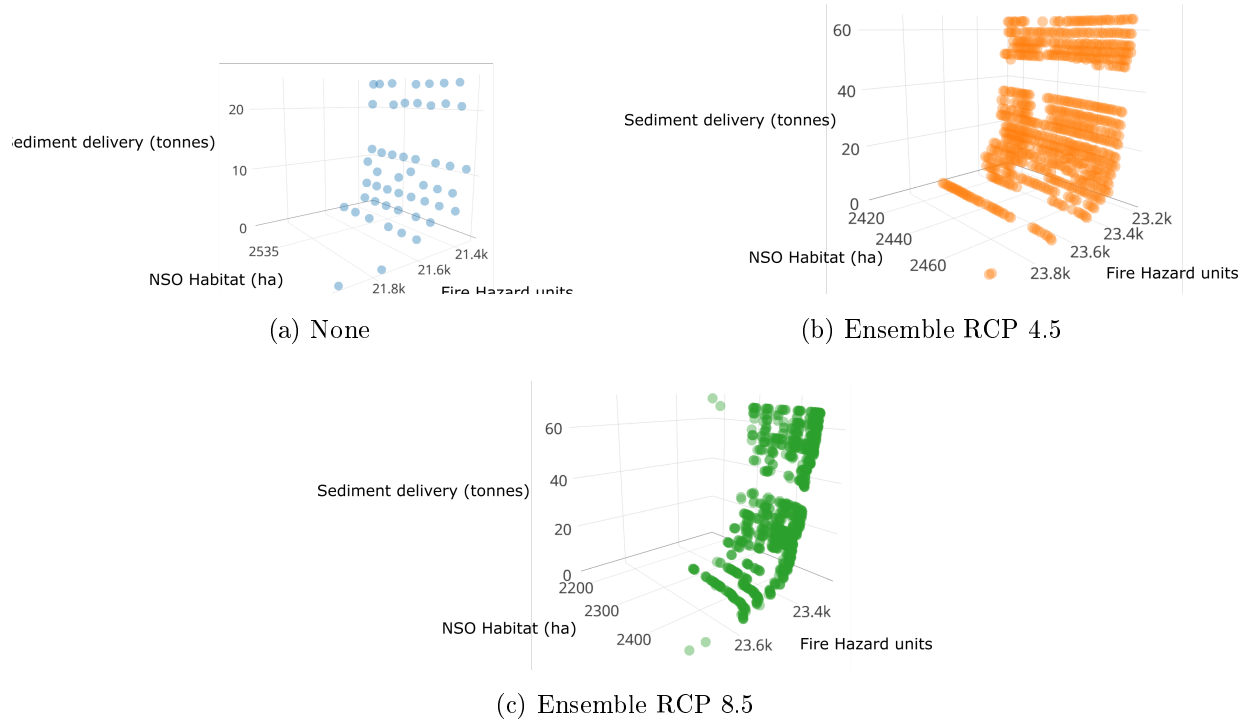 20
ediment delivery (tonnes)
10
0
2535
21.4k
21.6k
NSO Habitat (ha)
21.8k
Fire Hazard units
(a) None
60
40
Sediment delivery (tonnes)
20
0
2420
23.2k
23.4k
2440
23.6k
NSO Habitat (ha)
2460
23.8k
Fire Hazard units
(b) Ensemble RCP 4.5
60
40
Sediment delivery (tonnes)
20
0
2200
2300
23.4k
NSO Habitat (ha)
2400
23.6k
Fire Hazard units
(c) Ensemble RCP 8.5